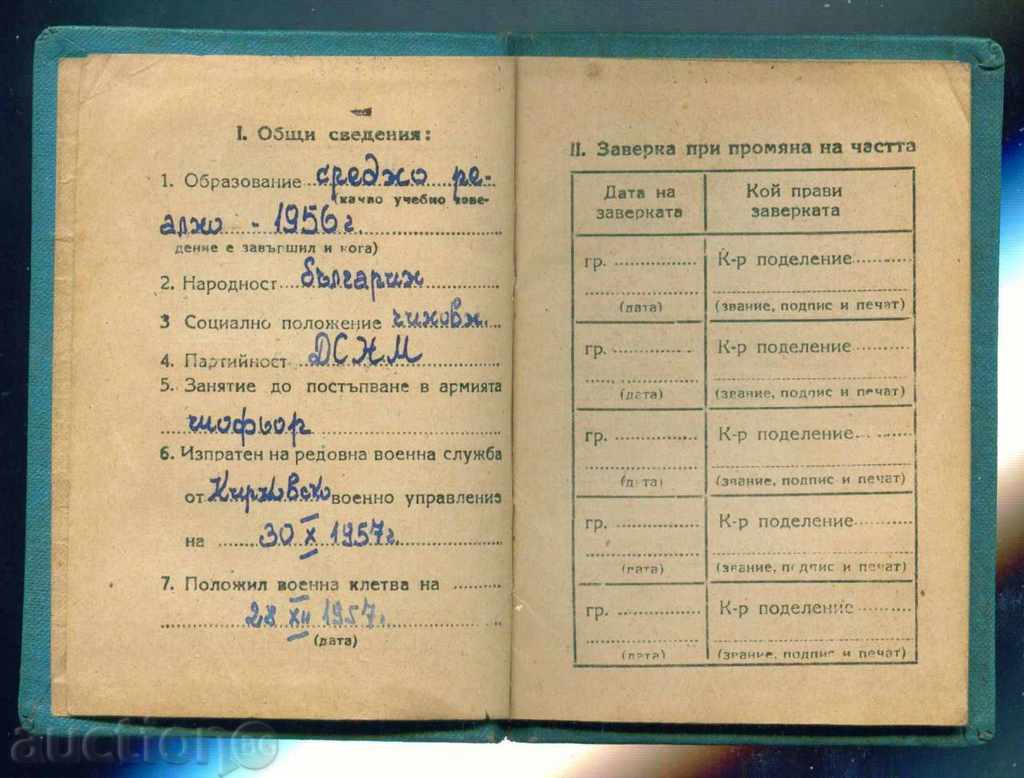 I. Общи сведения:
1. Образование средно ре-
(какво учебно заве-
ално - 1956 г.
дение е завършил и кога)
2. Народност българин
3 Социално положение чиновн.
4. Партийност ДСНМ
5. Занятие до постъпване в армията
шофьор
6. Изпратен на редовна военна служба
от военно управление
на 30 X 1957 г.
7. Положил военна клетва на
28 XII 1957.
(дата)
II. Заверка при промяна на частта
Дата на заверката
Кой прави заверката
гр. К-р поделение
(дата) (звание, подпис и печат)
гр. К-р поделение
(дата) (звание, подпис и печат)
гр. К-р поделение
(дата) (звание, подпис и печат)
гр. К-р поделение
(дата) (звание, подпис и печат)
гр. К-р поделение
(дата) (звание, подпис и печат)
auction